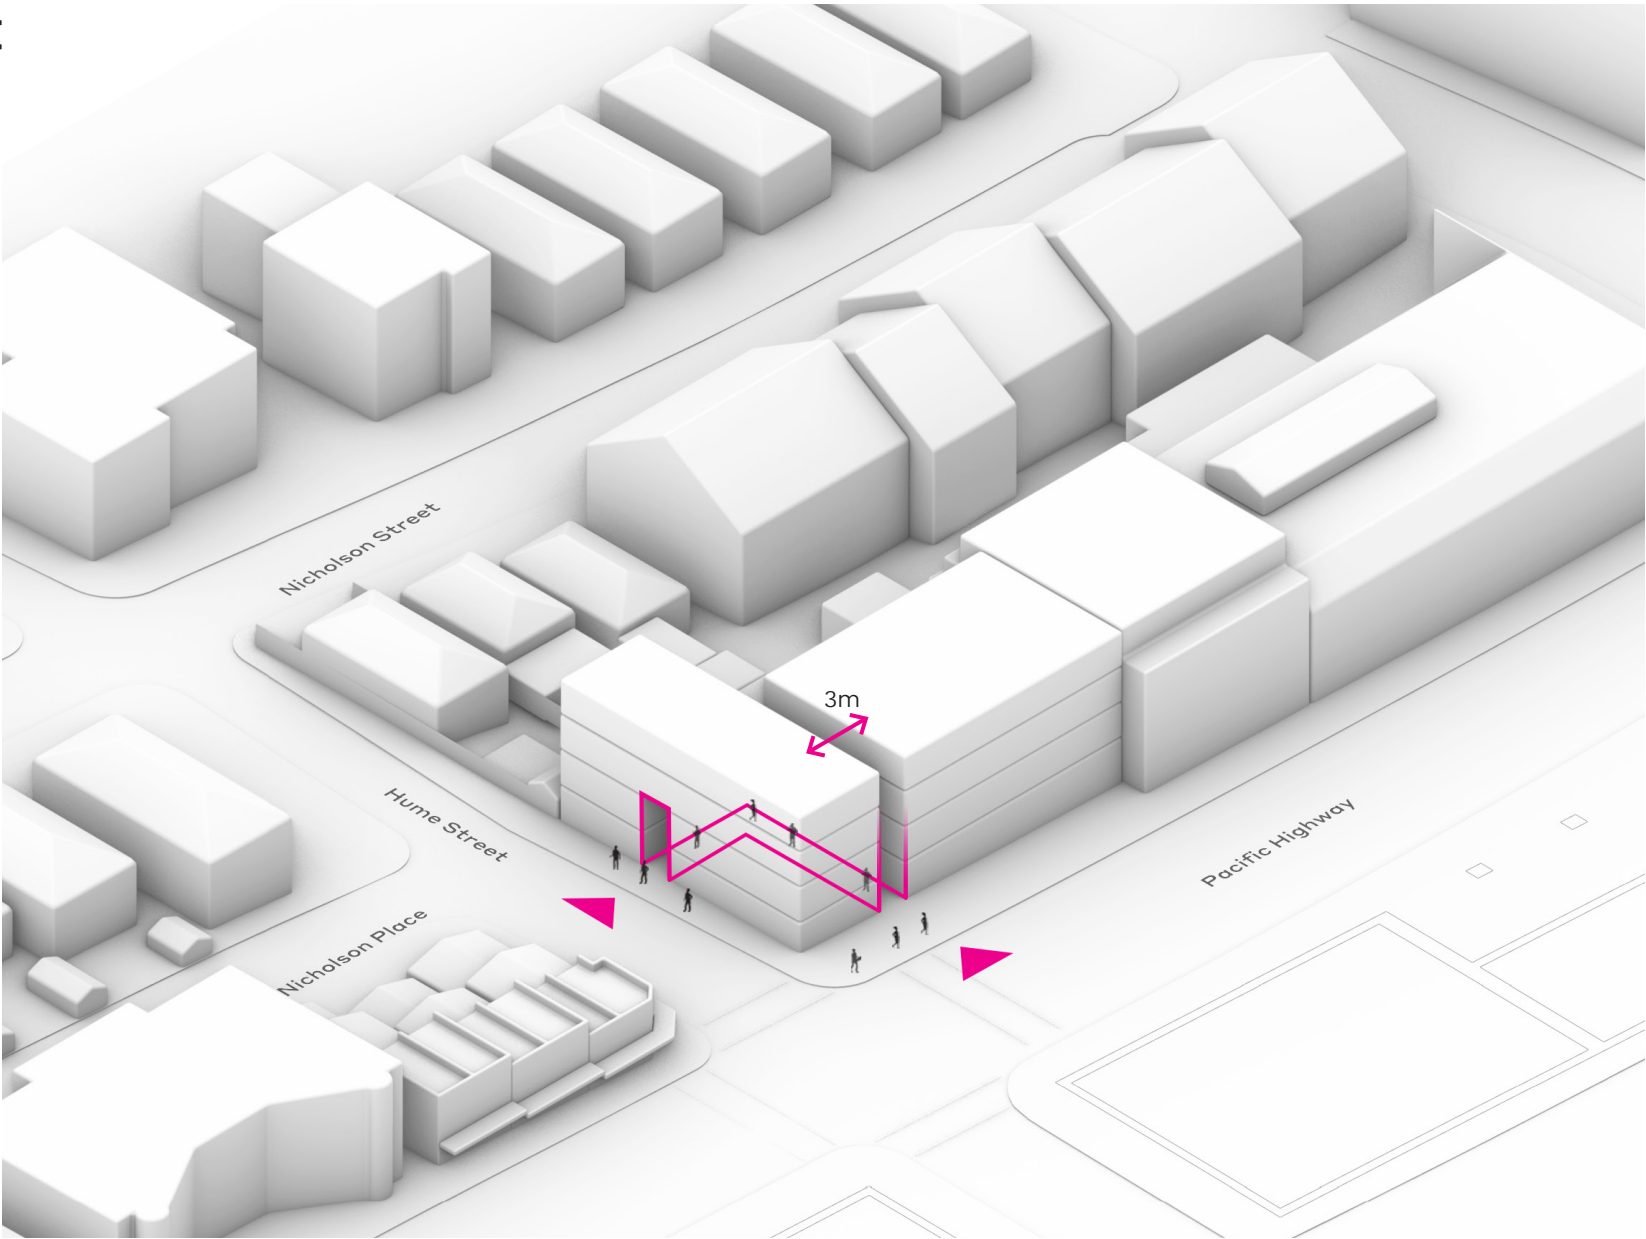 Nicholson Street
3m
Hume Street
Pacific Highway
Nicholson Place